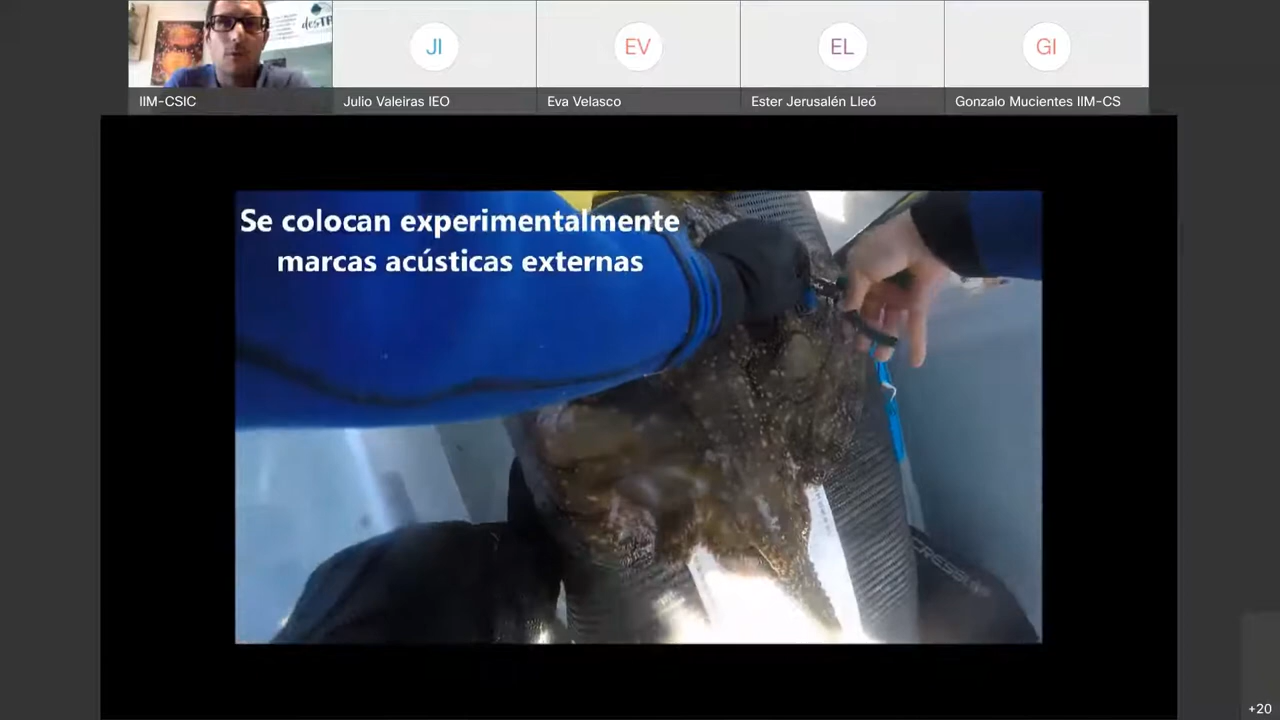 desTR
JI
EV
EL
GI
IIM-CSIC
Julio Valeiras IEO
Eva Velasco
Ester Jerusalén Lleó
Gonzalo Mucientes IIM-CS
Se colocan experimentalmente
marcas acústicas externas
+20